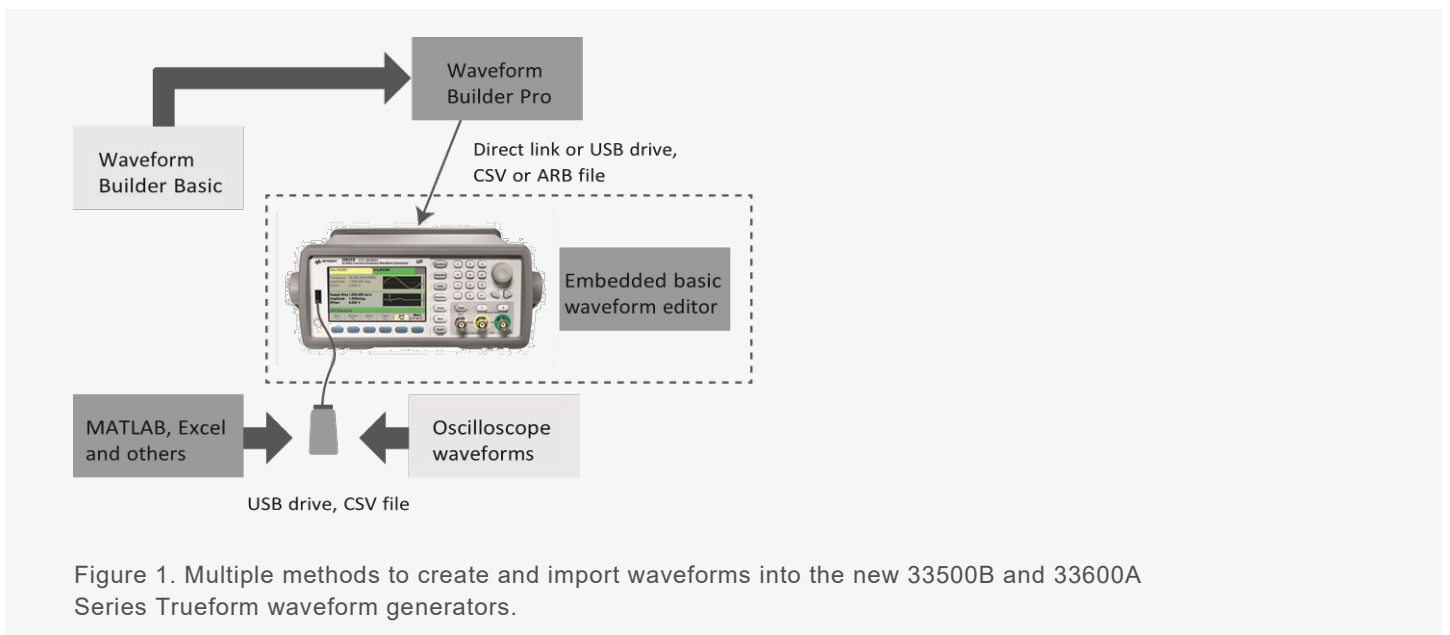 Waveform
Builder Pro
Waveform
Builder Basic
Direct link or USB drive,
CSV or ARB file
Embedded basic
waveform editor
MATLAB, Excel
and others
Oscilloscope
waveforms
USB drive, CSV file
Figure 1. Multiple methods to create and import waveforms into the new 33500B and 33600A
Series Trueform waveform generators.